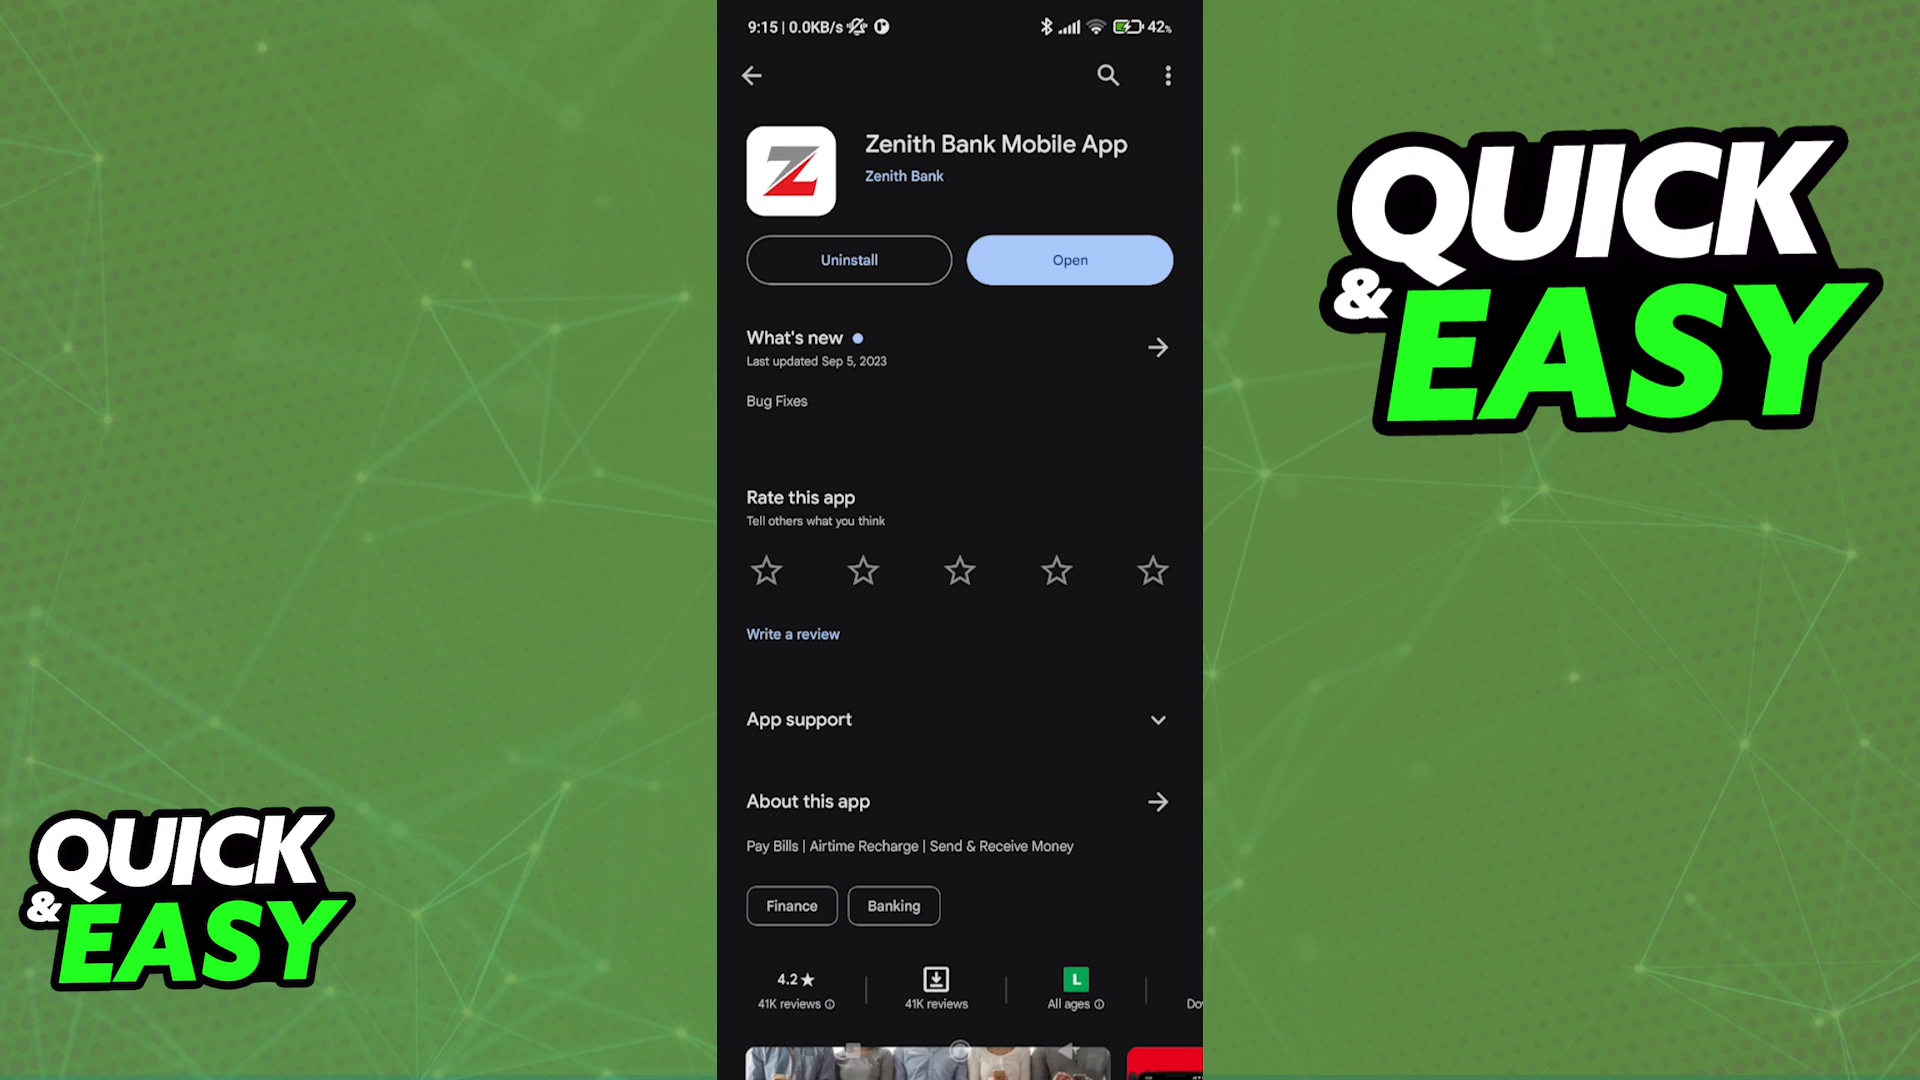 9:15 | 0.0KB/s
42%
Zenith Bank Mobile App
Zenith Bank
Uninstall
Open
What's new
Last updated Sep 5, 2023
Bug Fixes
Rate this app
Tell others what you think
Write a review
App support
About this app
Pay Bills | Airtime Recharge | Send & Receive Money
Finance
Banking
4.2★
L
41K reviews
41K reviews
All ages
Do
QUICK
& EASY
QUICK
& EASY